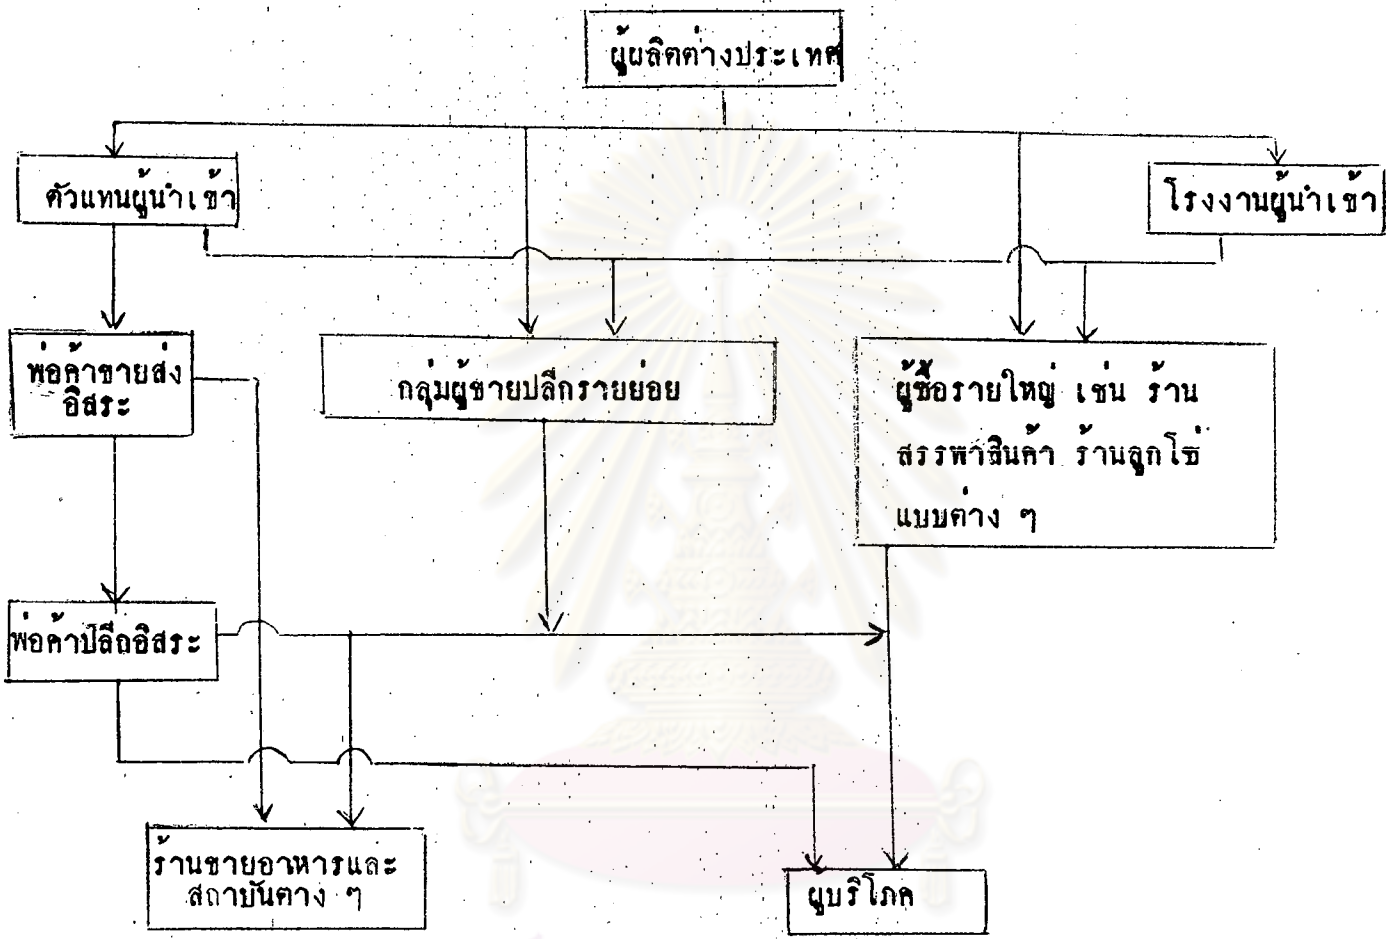 ผู้ผลิตต่างประเทศ
ตัวแทนผู้นำเข้า
โรงงานผู้นำเข้า
พ่อค้าขายส่ง
อิสระ
กลุ่มผู้ขายปลีกรายย่อย
ผู้ซื้อรายใหญ่ เช่น ร้าน
สรรพาสินค้า ร้านลูกโซ่
แบบต่าง ๆ
พ่อค้าปลีกอิสระ
ร้านขายอาหารและ
สถาบันตาง ๆ
ผูบริโภค